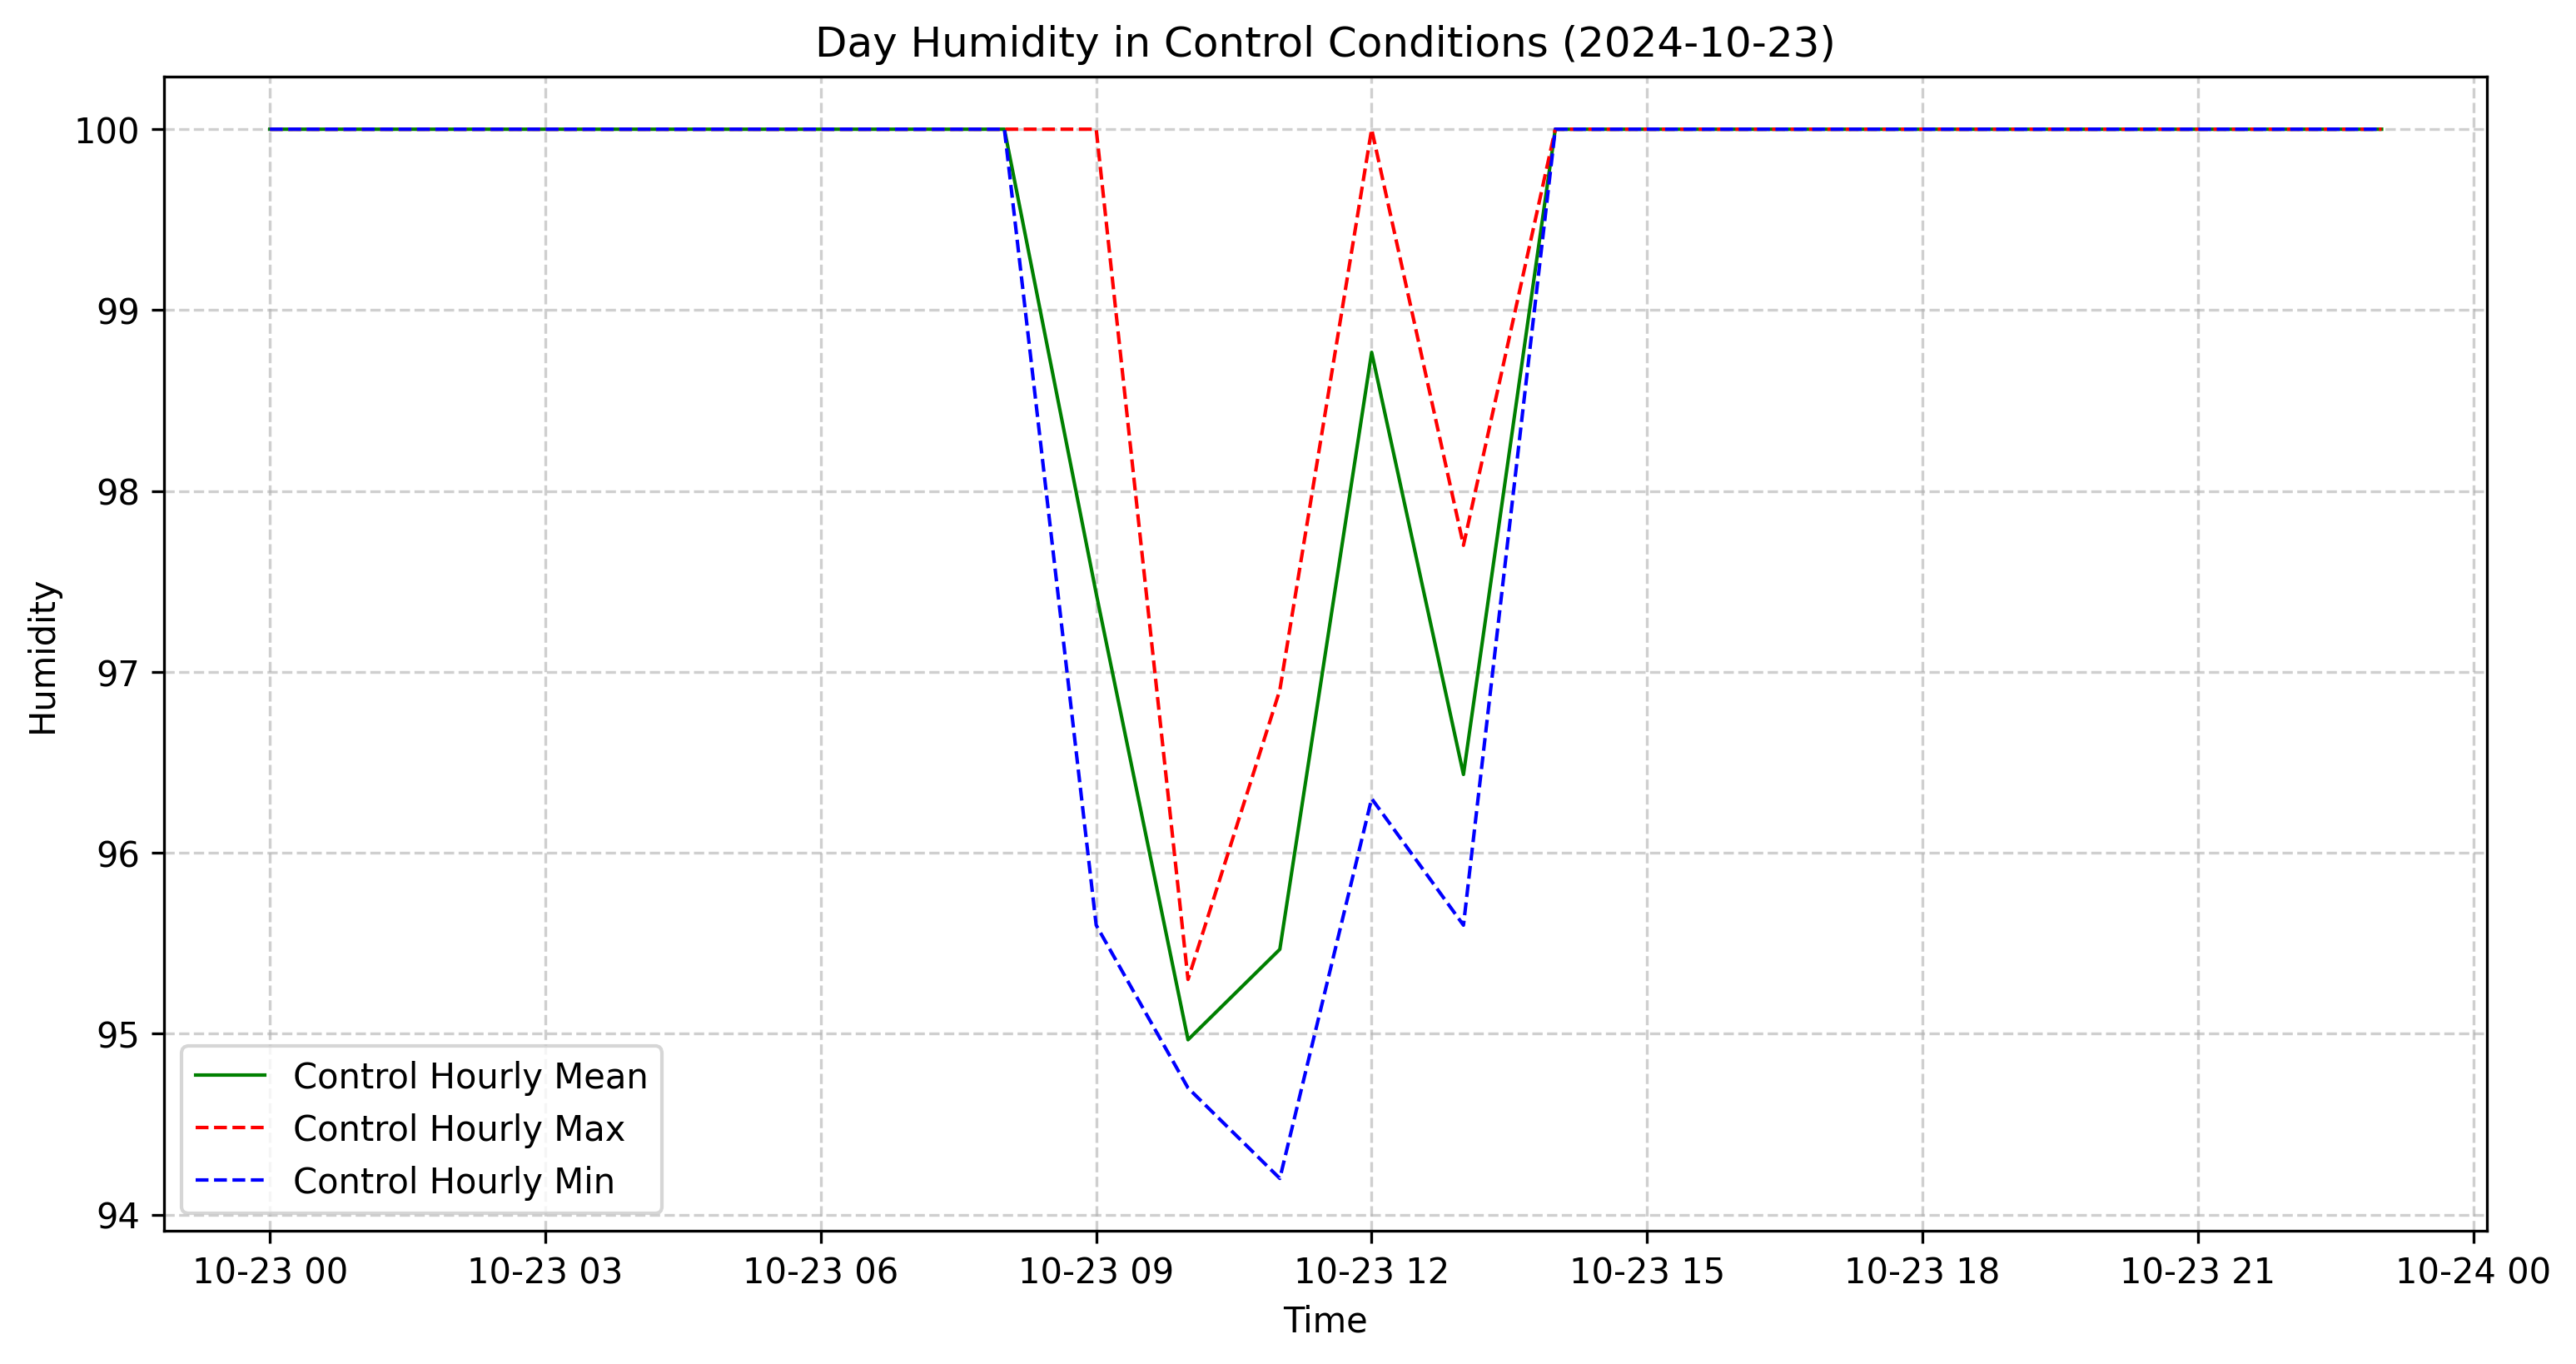 Day Humidity in Control Conditions (2024-10-23)
Humidity
100
99
98
97
96
95
94
Control Hourly Mean
Control Hourly Max
Control Hourly Min
10-23 00
10-23 03
10-23 06
10-23 09
10-23 12
10-23 15
10-23 18
10-23 21
10-24 00
Time